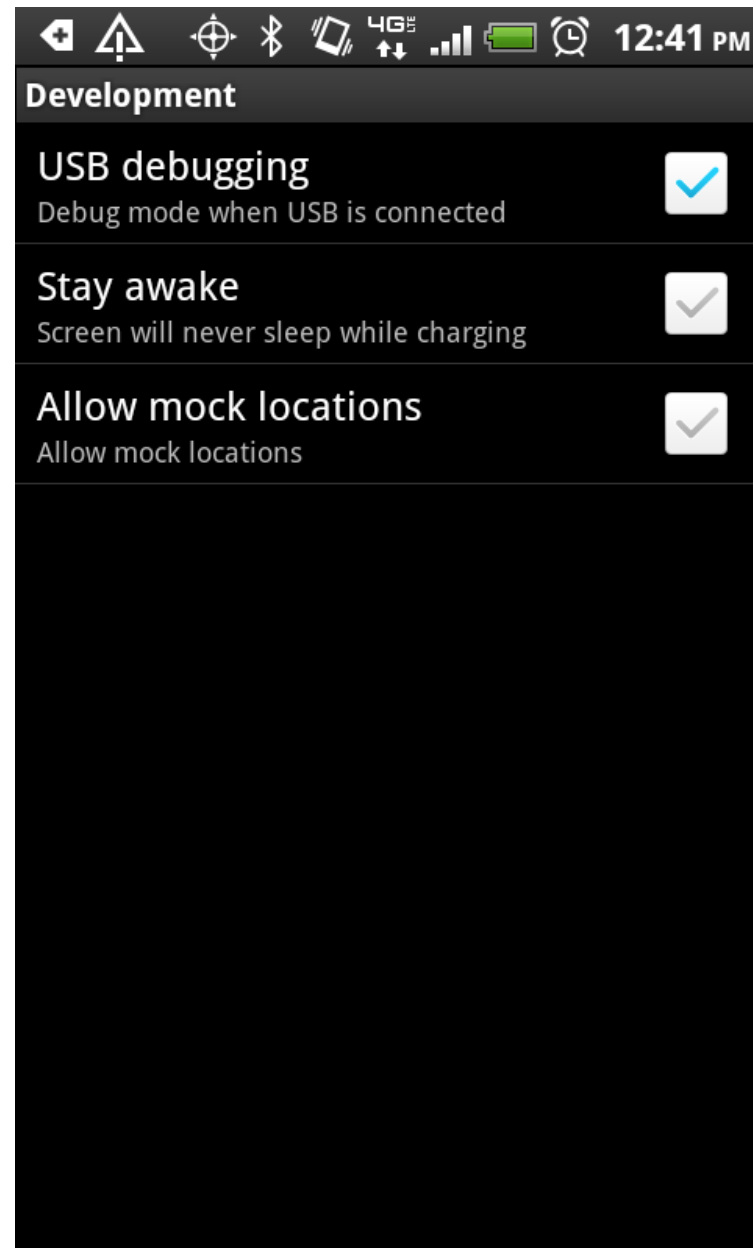 4G LTE 12:41 PM
Development
USB debugging
Debug mode when USB is connected
Stay awake
Screen will never sleep while charging
Allow mock locations
Allow mock locations